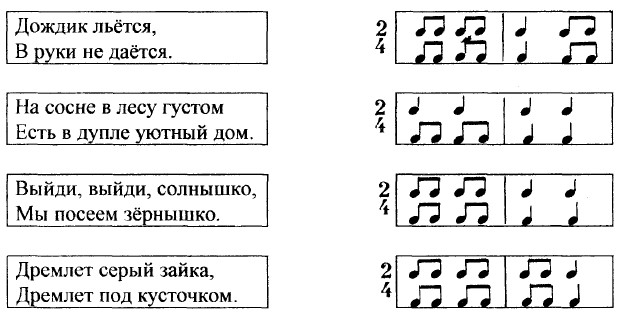 Дождик льётся,
В руки не даётся.
2
4
На сосне в лесу густом
Есть в дупле уютный дом.
2
4
Выйди, выйди, солнышко,
Мы посеем зёрнышко.
2
4
Дремлет серый зайка,
Дремлет под кусточком.
2
4